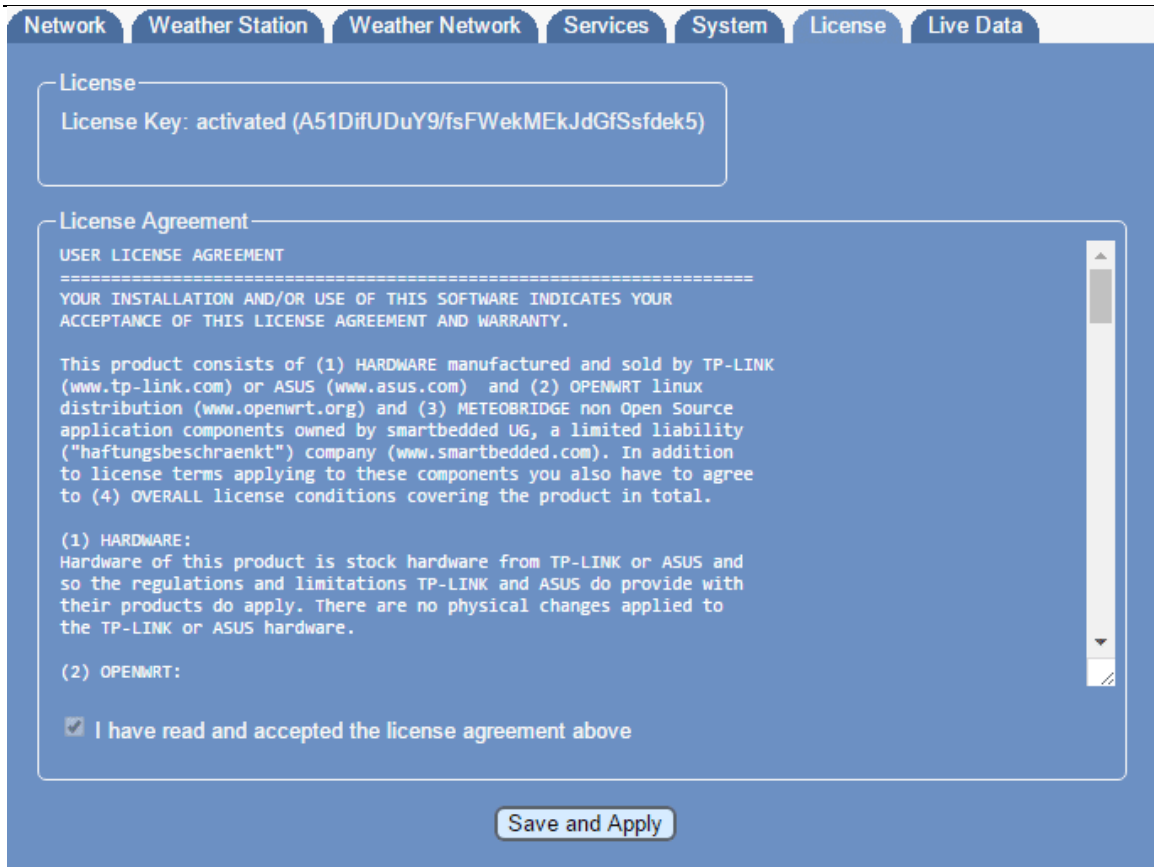 Network
Weather Station
Weather Network
Services
System
License
Live Data
License
License Key: activated (A51DifUDuY9/fsFWekMEkJdGfSsfdek5)
License Agreement
USER LICENSE AGREEMENT
=====================================================================
YOUR INSTALLATION AND/OR USE OF THIS SOFTWARE INDICATES YOUR
ACCEPTANCE OF THIS LICENSE AGREEMENT AND WARRANTY.
This product consists of (1) HARDWARE manufactured and sold by TP-LINK
(www.tp-link.com) or ASUS (www.asus.com)  and (2) OPENWRT linux
distribution (www.openwrt.org) and (3) METEOBRIDGE non Open Source
application components owned by smartbedded UG, a limited liability
("haftungsbeschraenkt") company (www.smartbedded.com). In addition
to license terms applying to these components you also have to agree
to (4) OVERALL license conditions covering the product in total.
(1) HARDWARE:
Hardware of this product is stock hardware from TP-LINK or ASUS and
so the regulations and limitations TP-LINK and ASUS do provide with
their products do apply. There are no physical changes applied to
the TP-LINK or ASUS hardware.
(2) OPENWRT:
I have read and accepted the license agreement above
Save and Apply